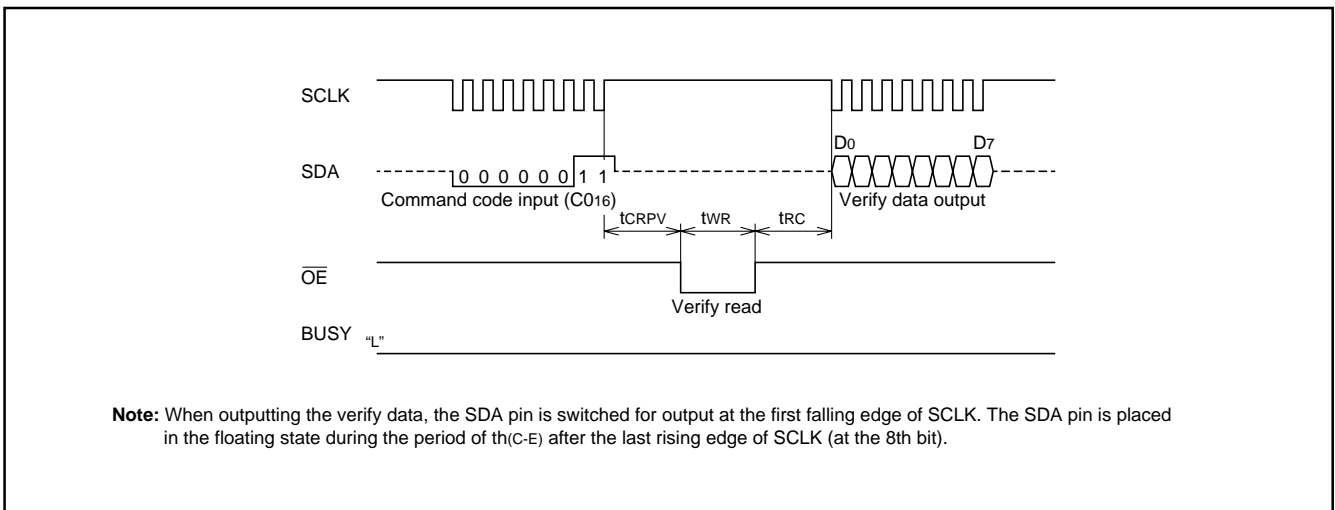 SCLK
D0 D7
SDA
0 0 0 0 0 0 1 1
Command code input (C016) Verify data output
tCRPV tWR tRC
OE
Verify read
BUSY “L”
Note: When outputting the verify data, the SDA pin is switched for output at the first falling edge of SCLK. The SDA pin is placed
in the floating state during the period of th(C-E) after the last rising edge of SCLK (at the 8th bit).